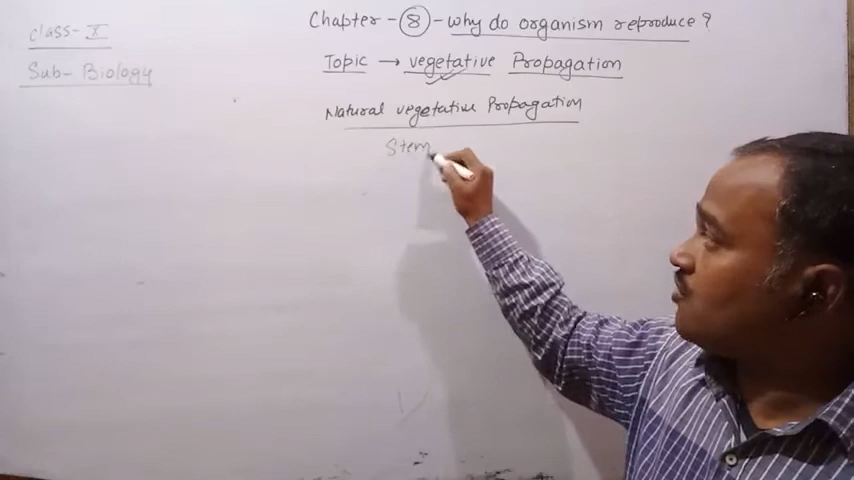 class - X
Sub - Biology
Chapter - 8 - why do organism reproduce ?
Topic → vegetative Propagation
Natural vegetative Propagation
Stem